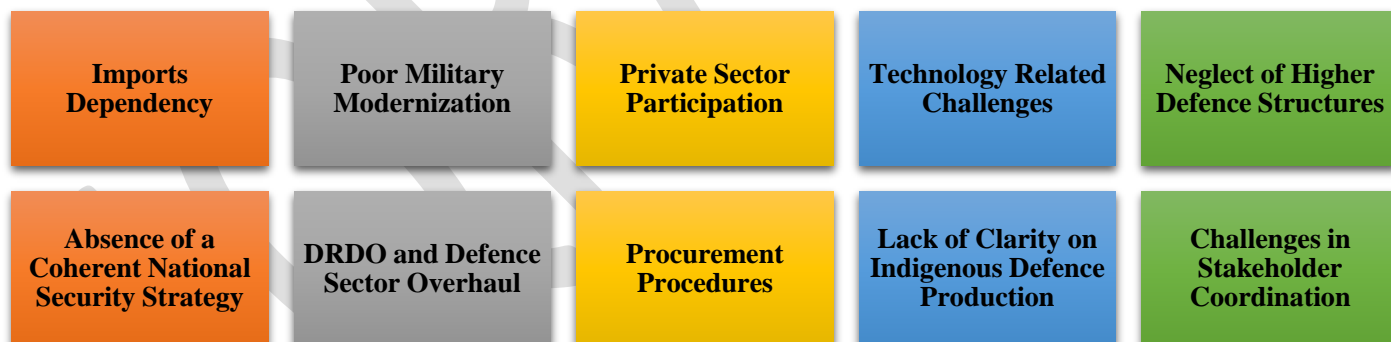 Imports
Dependency
Poor Military
Modernization
Private Sector
Participation
Technology Related
Challenges
Neglect of Higher
Defence Structures
Absence of a
Coherent National
Security Strategy
DRDO and Defence
Sector Overhaul
Procurement
Procedures
Lack of Clarity on
Indigenous Defence
Production
Challenges in
Stakeholder
Coordination